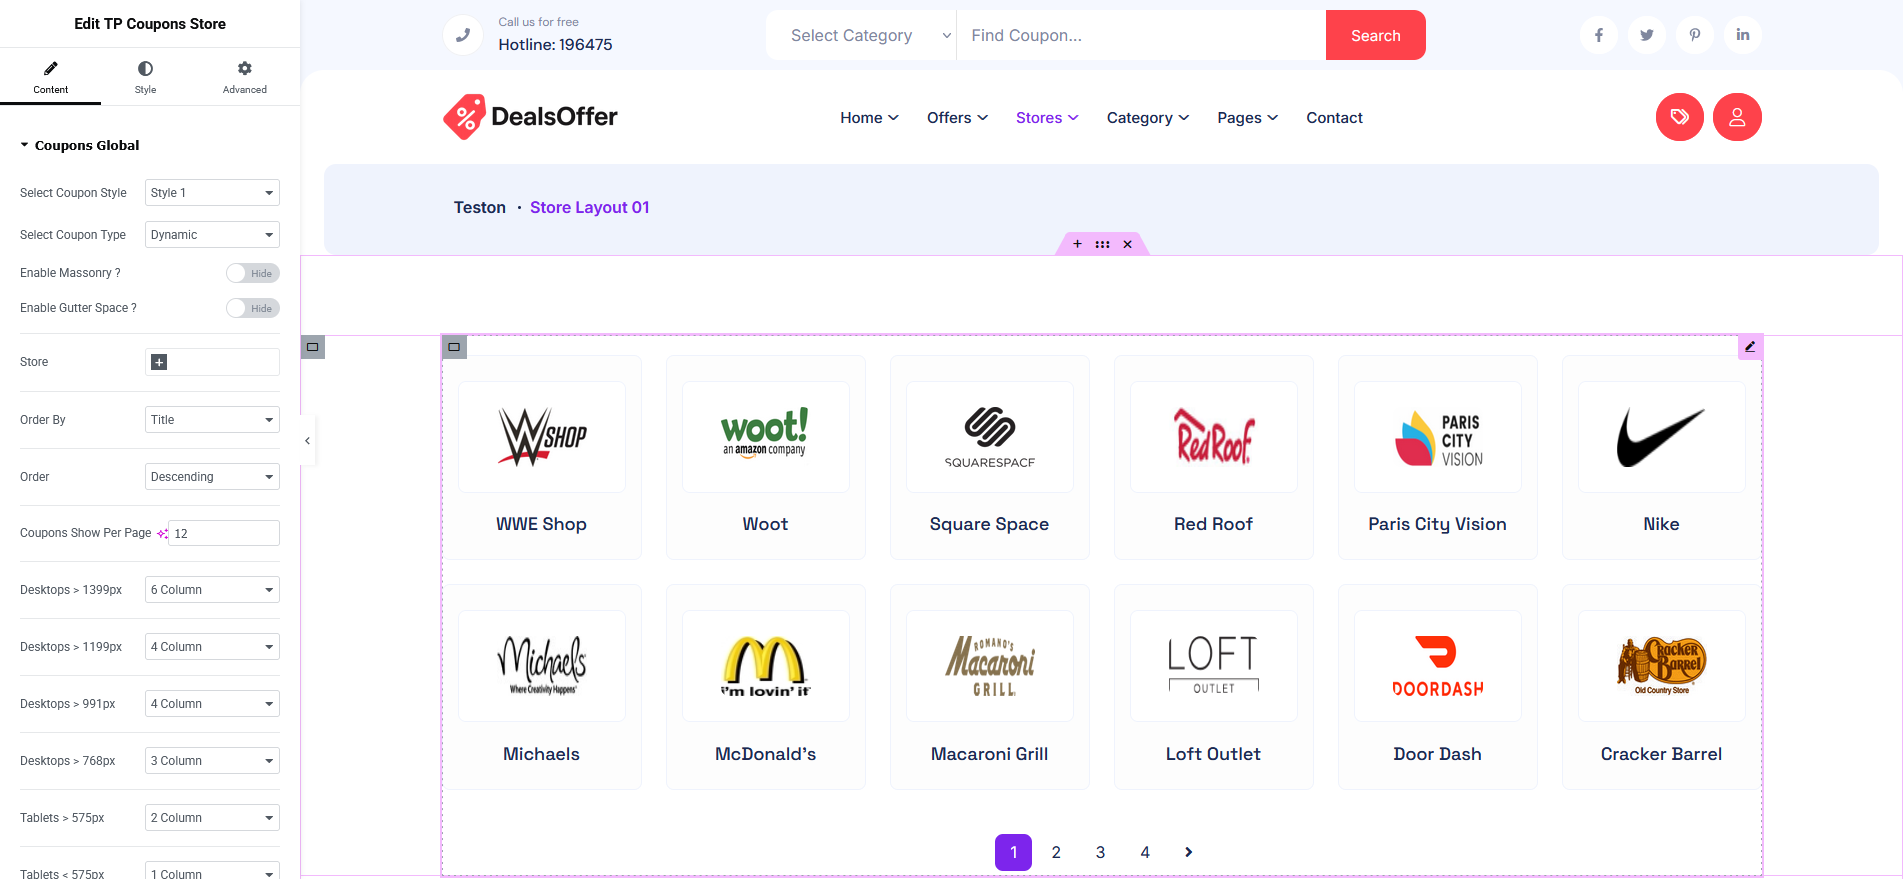 Edit TP Coupons Store
Content
Style
Advanced
Coupons Global
Select Coupon Style
Style 1
Select Coupon Type
Dynamic
Enable Massonry ?
Hide
Enable Gutter Space ?
Hide
Store
Order By
Title
Order
Descending
Coupons Show Per Page
12
Desktops > 1399px
6 Column
Desktops > 1199px
4 Column
Desktops > 991px
4 Column
Desktops > 768px
3 Column
Tablets > 575px
2 Column
Tablets < 575px
1 Column
Call us for free
Hotline: 196475
Select Category
Find Coupon...
Search
DealsOffer
Home
Offers
Stores
Category
Pages
Contact
Teston • Store Layout 01
W SHOP
woot!
an amazon company
SQUARESPACE
Red Roof
PARIS
CITY
VISION
WWE Shop
Woot
Square Space
Red Roof
Paris City Vision
Nike
Michaels
Where Creativity Happens
i'm lovin' it
ROMANO'S
Macaroni
GRILL
LOFT
OUTLET
DOORDASH
Cracker
Barrel
Old Country Store
Michaels
McDonald's
Macaroni Grill
Loft Outlet
Door Dash
Cracker Barrel
1 2 3 4